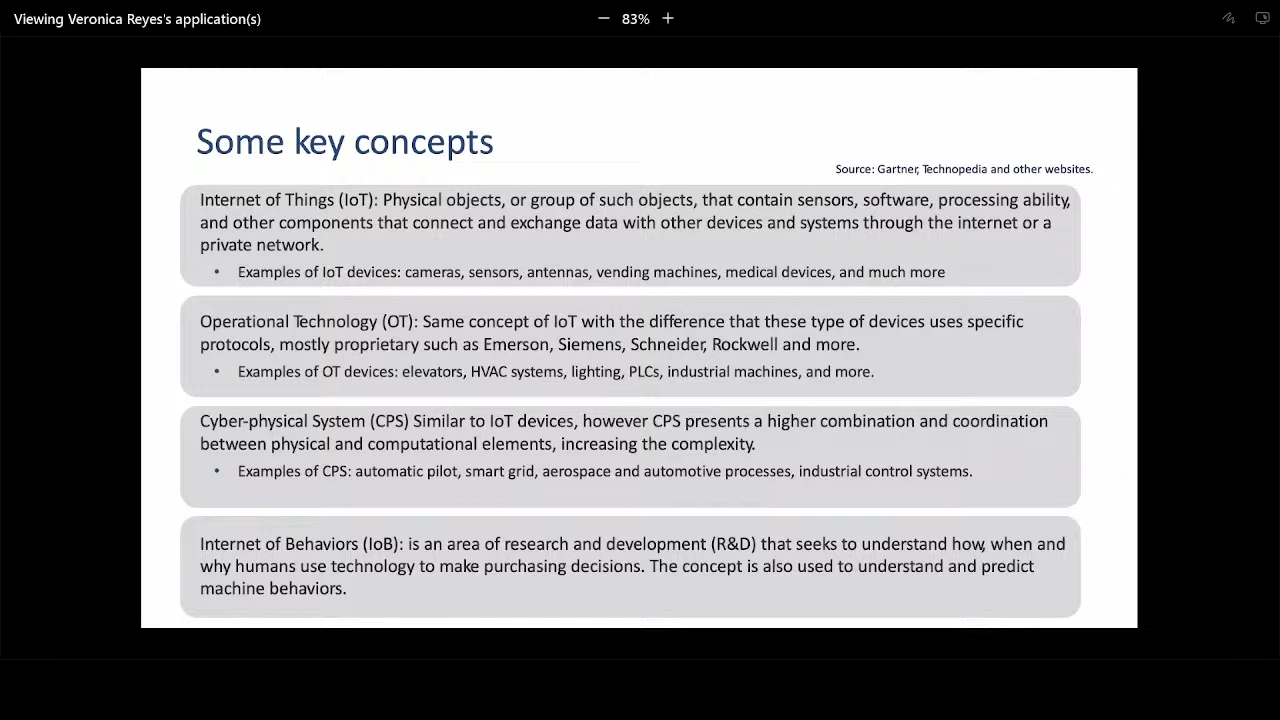 Viewing Veronica Reyes's application(s)
83%
Some key concepts
Source: Gartner, Technopedia and other websites.
Internet of Things (IoT): Physical objects, or group of such objects, that contain sensors, software, processing ability,
and other components that connect and exchange data with other devices and systems through the internet or a
private network.
• Examples of IoT devices: cameras, sensors, antennas, vending machines, medical devices, and much more
Operational Technology (OT): Same concept of IoT with the difference that these type of devices uses specific
protocols, mostly proprietary such as Emerson, Siemens, Schneider, Rockwell and more.
• Examples of OT devices: elevators, HVAC systems, lighting, PLCs, industrial machines, and more.
Cyber-physical System (CPS) Similar to IoT devices, however CPS presents a higher combination and coordination
between physical and computational elements, increasing the complexity.
• Examples of CPS: automatic pilot, smart grid, aerospace and automotive processes, industrial control systems.
Internet of Behaviors (IoB): is an area of research and development (R&D) that seeks to understand how, when and
why humans use technology to make purchasing decisions. The concept is also used to understand and predict
machine behaviors.